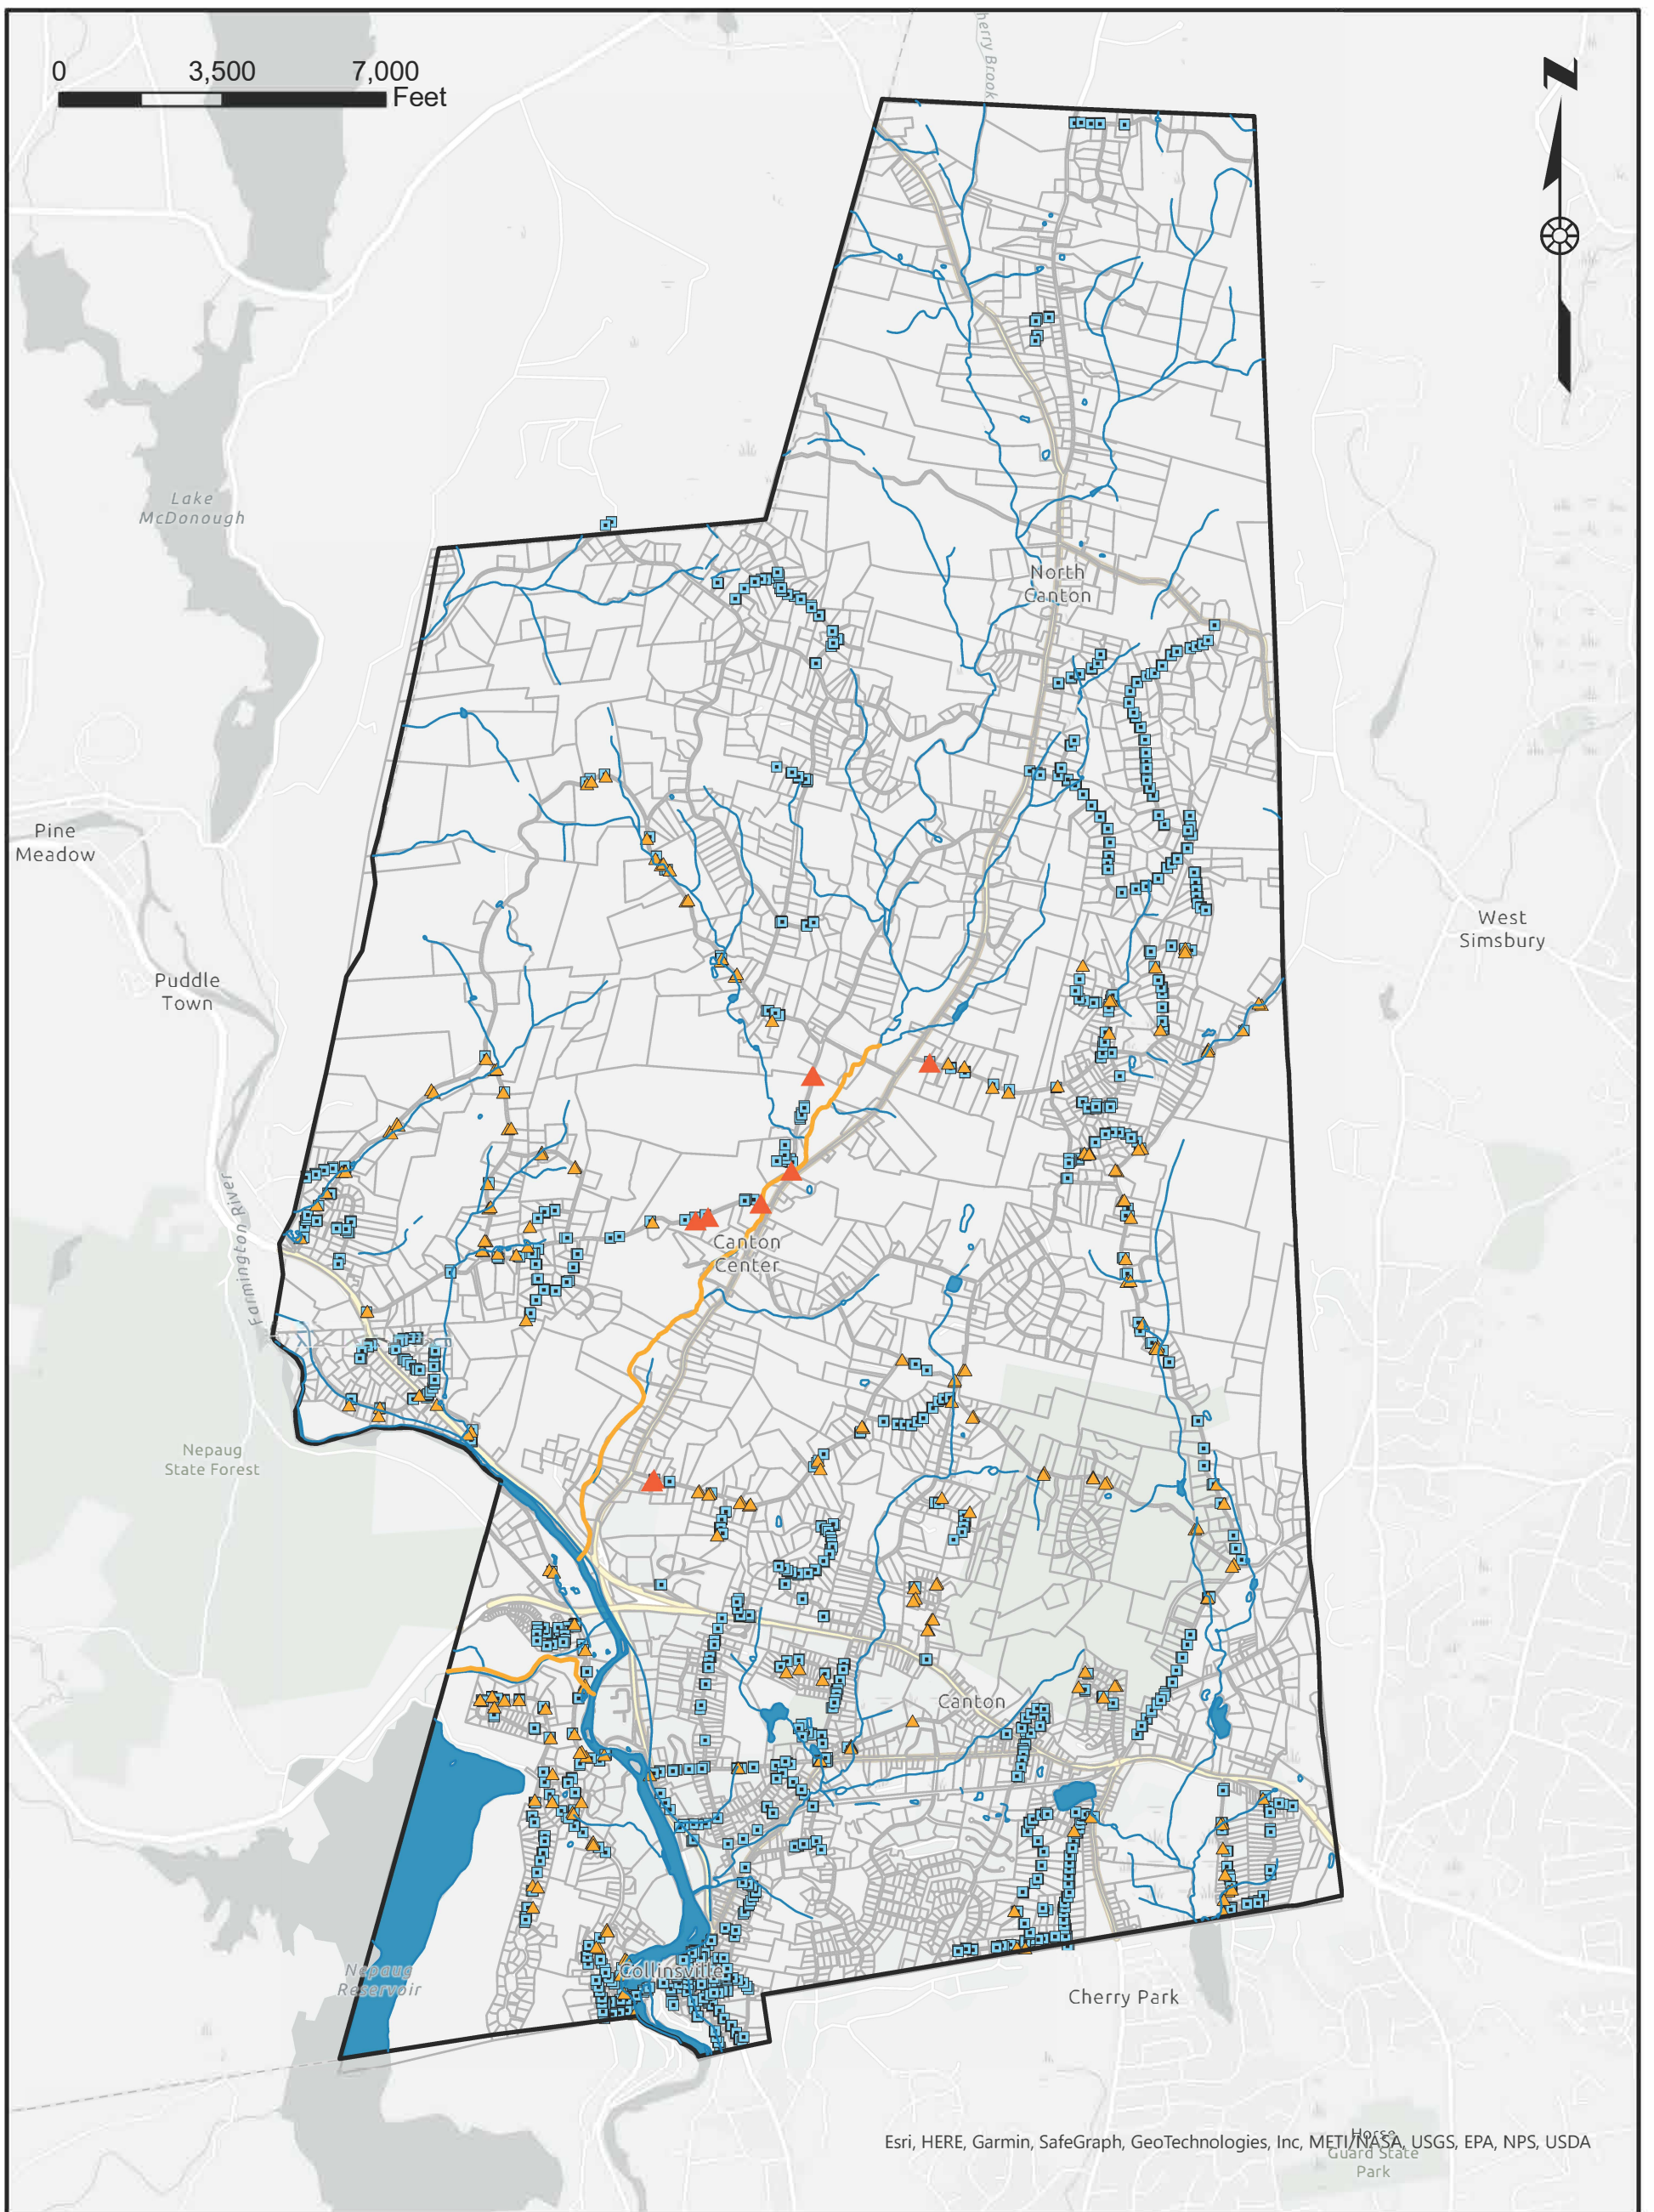 0 3,500 7,000
Feet
N
herry Brook
Lake
McDonough
North
Canton
Pine
Meadow
West
Simsbury
Puddle
Town
Farmington River
Canton
Center
Nepaug
State Forest
Canton
Nepaug
Reservoir
Collinsville
Cherry Park
Esri, HERE, Garmin, SafeGraph, GeoTechnologies, Inc, METI/NASA, USGS, EPA, NPS, USDA
Horse
Guard State
Park